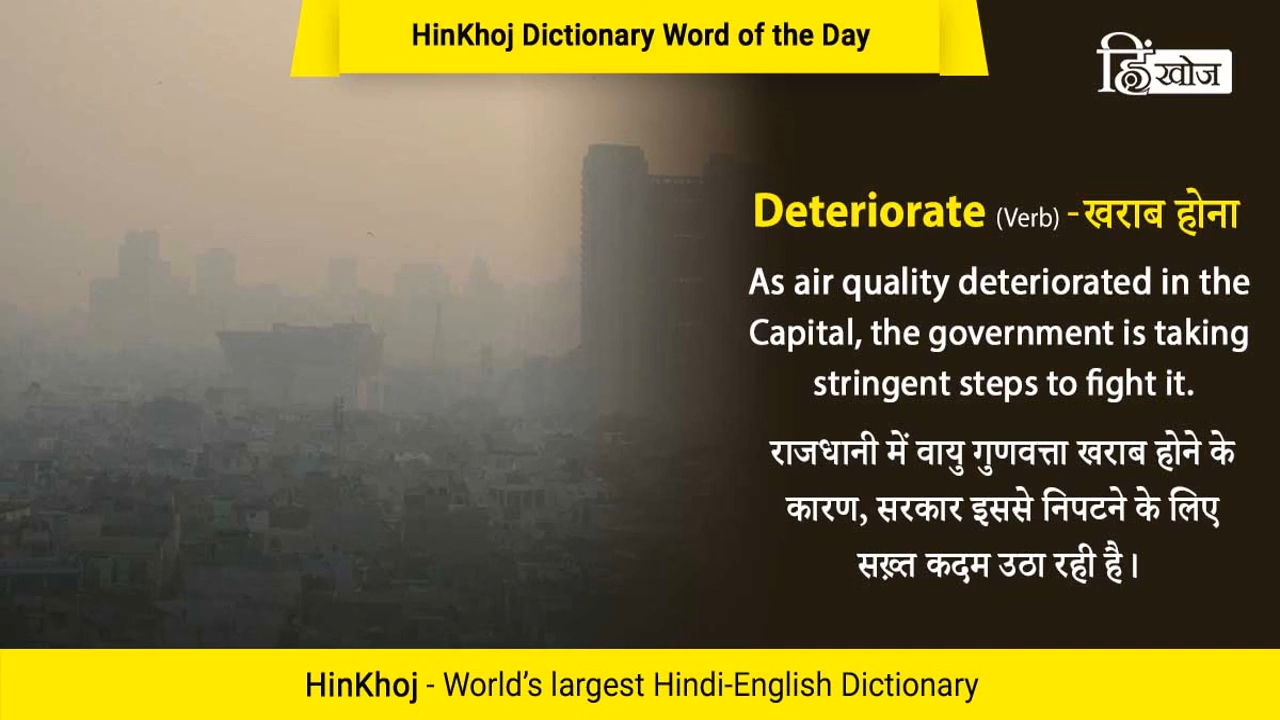 HinKhoj Dictionary Word of the Day
हिंखोज
Deteriorate (Verb) - खराब होना
As air quality deteriorated in the
Capital, the government is taking
stringent steps to fight it.
राजधानी में वायु गुणवत्ता खराब होने के
कारण, सरकार इससे निपटने के लिए
सख़्त कदम उठा रही है।
HinKhoj - World’s largest Hindi-English Dictionary